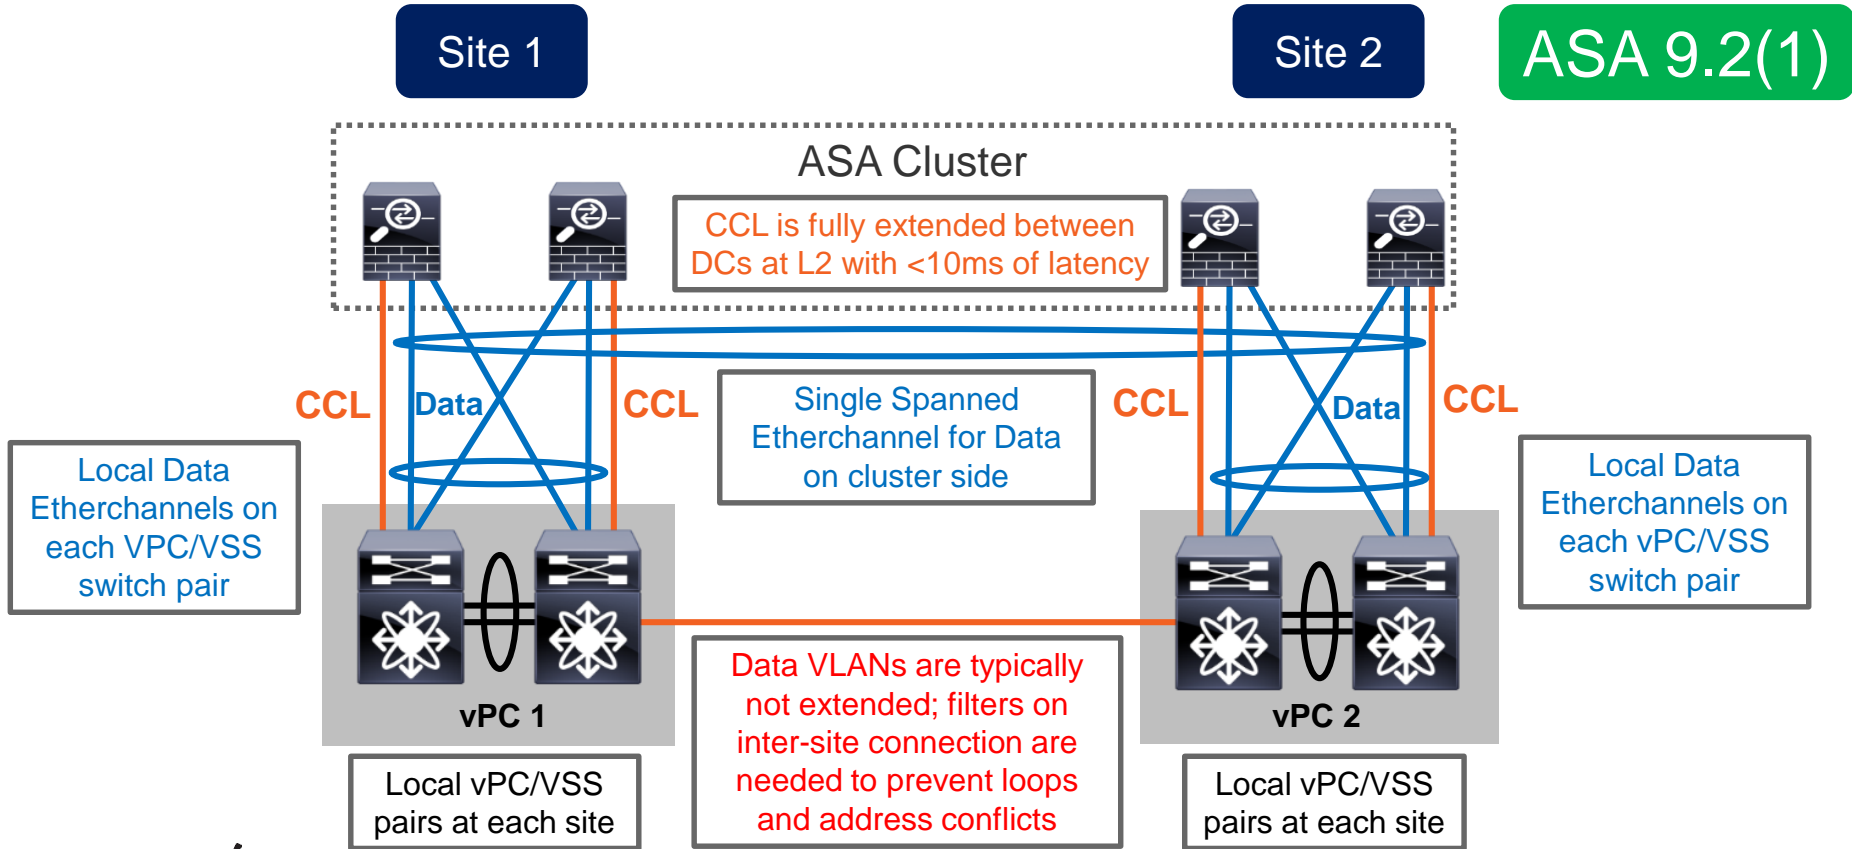 Site 1
Site 2
ASA 9.2(1)
ASA Cluster
CCL is fully extended between
DCs at L2 with <10ms of latency
CCL
Data
CCL
Single Spanned
Etherchannel for Data
on cluster side
CCL
Data
CCL
Local Data
Etherchannels on
each VPC/VSS
switch pair
Local Data
Etherchannels on
each vPC/VSS
switch pair
vPC 1
Data VLANs are typically
not extended; filters on
inter-site connection are
needed to prevent loops
and address conflicts
vPC 2
Local vPC/VSS
pairs at each site
Local vPC/VSS
pairs at each site